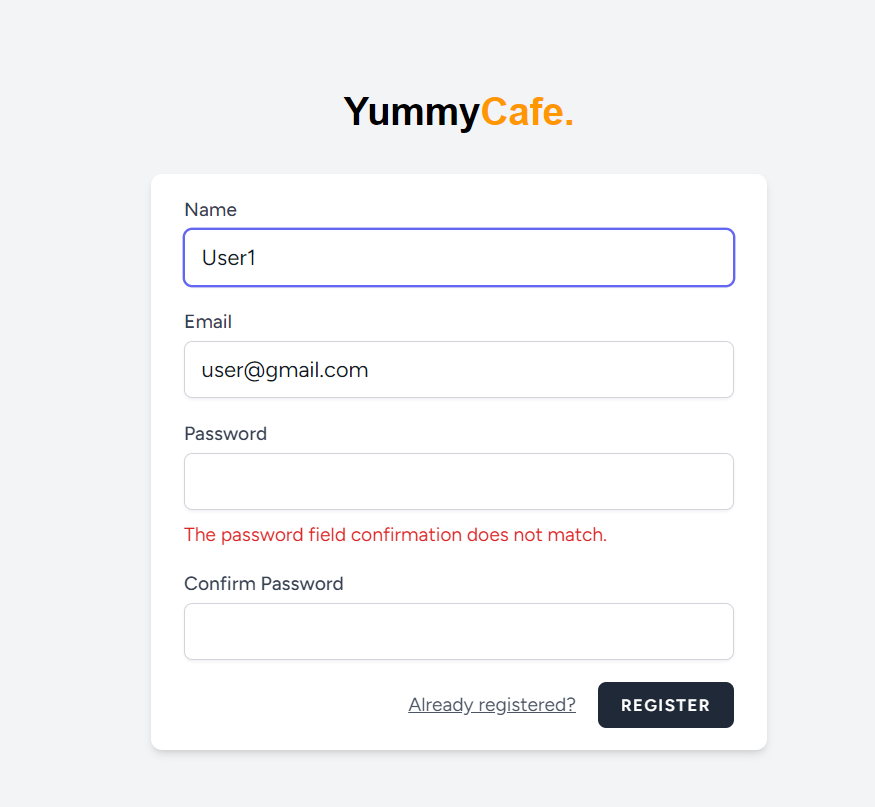 YummyCafe.
Name
User1
Email
user@gmail.com
Password
The password field confirmation does not match.
Confirm Password
Already registered? REGISTER